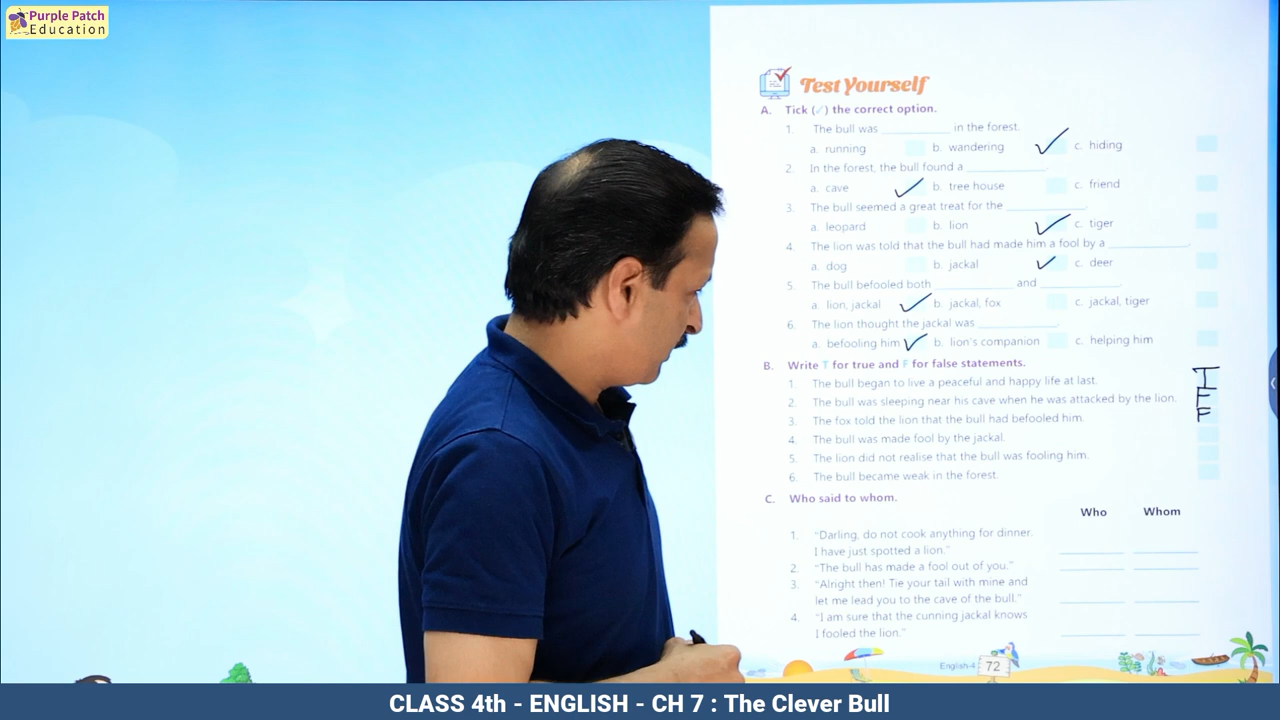 Purple Patch
Education
Test Yourself
A. Tick (✓) the correct option.
1. The bull was __________ in the forest.
a. running b. wandering ✓ c. hiding
2. In the forest, the bull found a __________.
a. cave ✓ b. tree house c. friend
3. The bull seemed a great treat for the __________.
a. leopard b. lion ✓ c. tiger
4. The lion was told that the bull had made him a fool by a __________.
a. dog b. jackal ✓ c. deer
5. The bull befooled both __________ and __________.
a. lion, jackal ✓ b. jackal, fox c. jackal, tiger
6. The lion thought the jackal was __________.
a. befooling him ✓ b. lion's companion c. helping him
B. Write T for true and F for false statements.
1. The bull began to live a peaceful and happy life at last. T
2. The bull was sleeping near his cave when he was attacked by the lion. F
3. The fox told the lion that the bull had befooled him. F
4. The bull was made fool by the jackal.
5. The lion did not realise that the bull was fooling him.
6. The bull became weak in the forest.
C. Who said to whom.
Who Whom
1. "Darling, do not cook anything for dinner.
I have just spotted a lion."
2. "The bull has made a fool out of you."
3. "Alright then! Tie your tail with mine and
let me lead you to the cave of the bull."
4. "I am sure that the cunning jackal knows
I fooled the lion."
English-4 72
CLASS 4th - ENGLISH - CH 7 : The Clever Bull